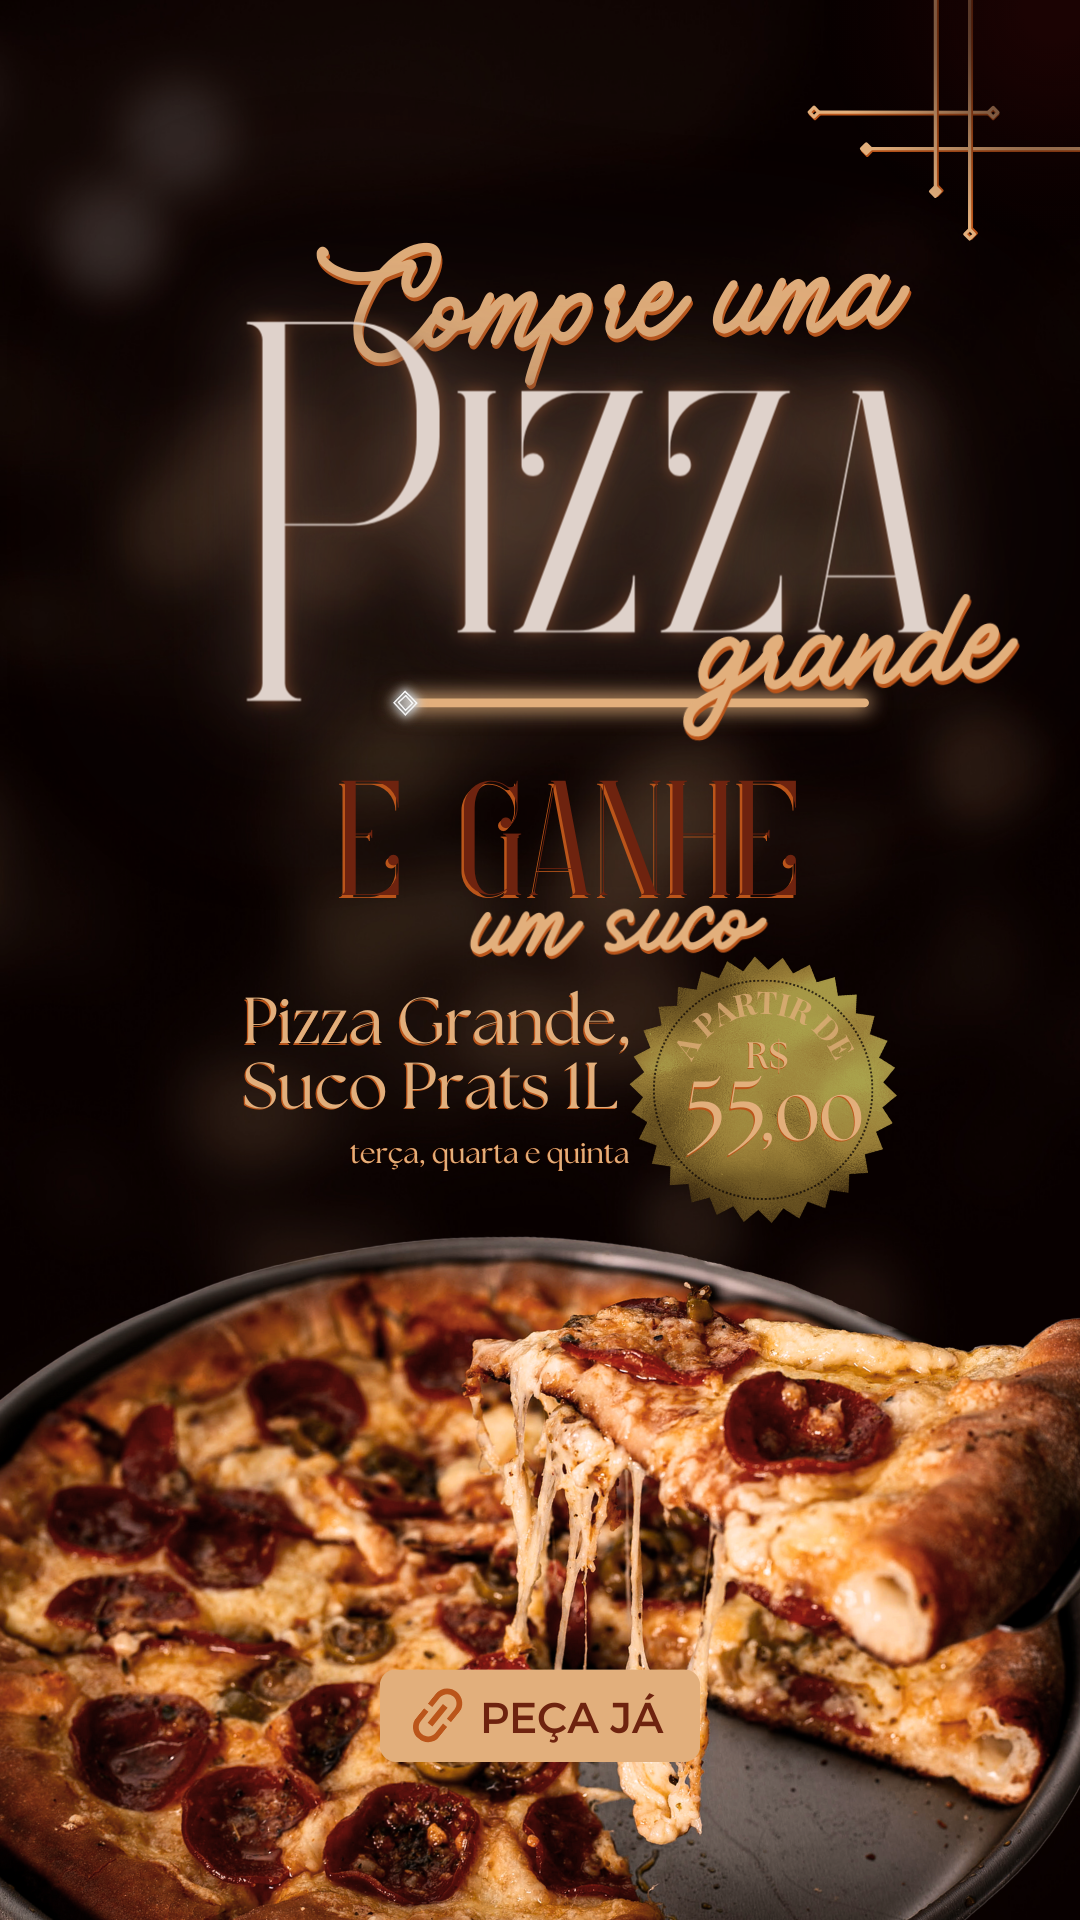 Compre uma
PIZZA
grande
E GANHE
um suco
Pizza Grande,
Suco Prats 1L
terça, quarta e quinta
A PARTIR DE
R$
55,00
PEÇA JÁ